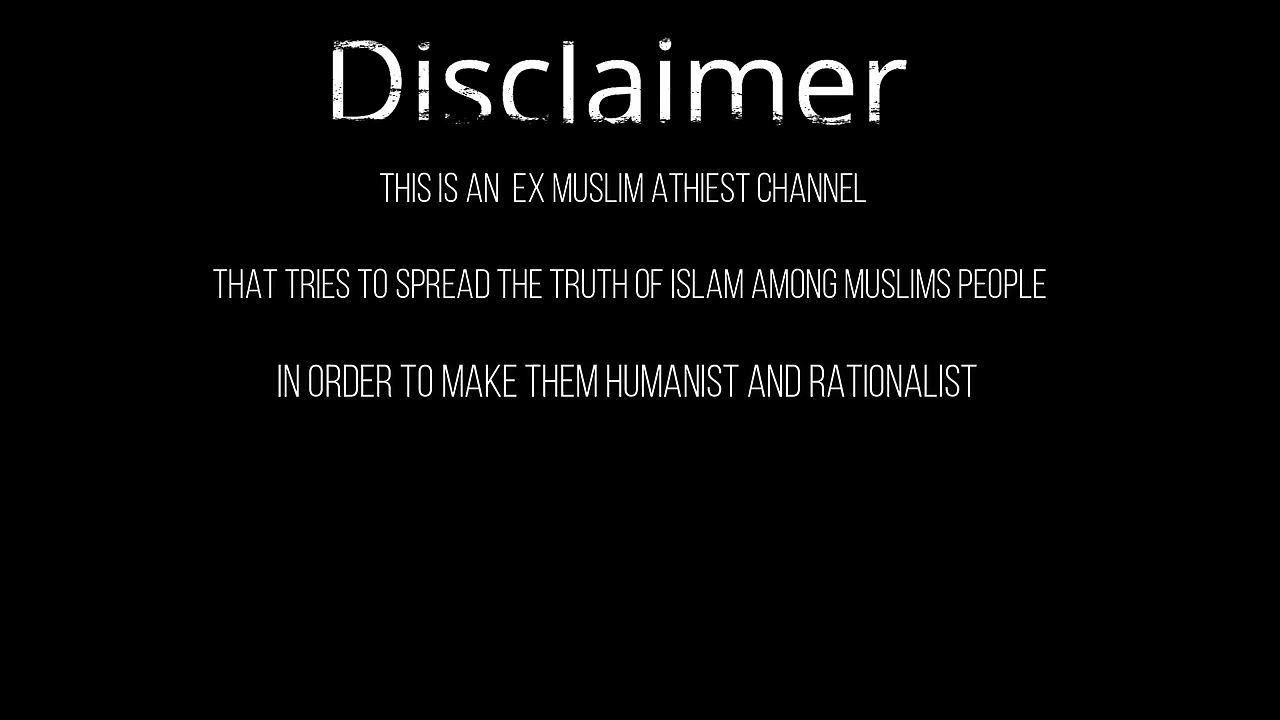 Disclaimer
THIS IS AN EX MUSLIM ATHIEST CHANNEL
THAT TRIES TO SPREAD THE TRUTH OF ISLAM AMONG MUSLIMS PEOPLE
IN ORDER TO MAKE THEM HUMANIST AND RATIONALIST